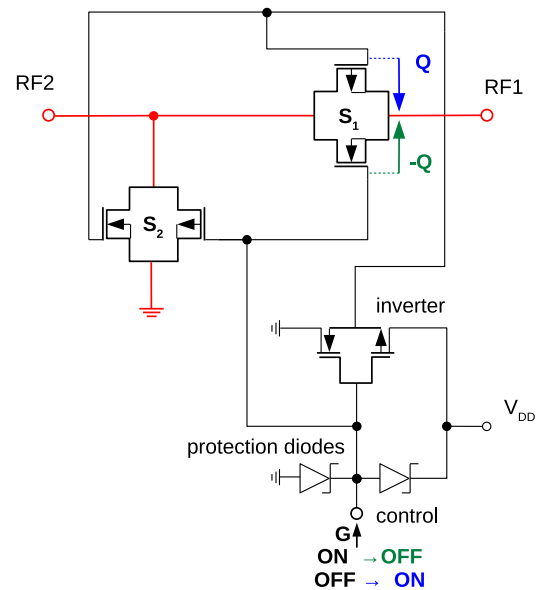 Q
RF2
RF1
S1
-Q
S2
inverter
VDD
protection diodes
control
G
ON → OFF
OFF → ON